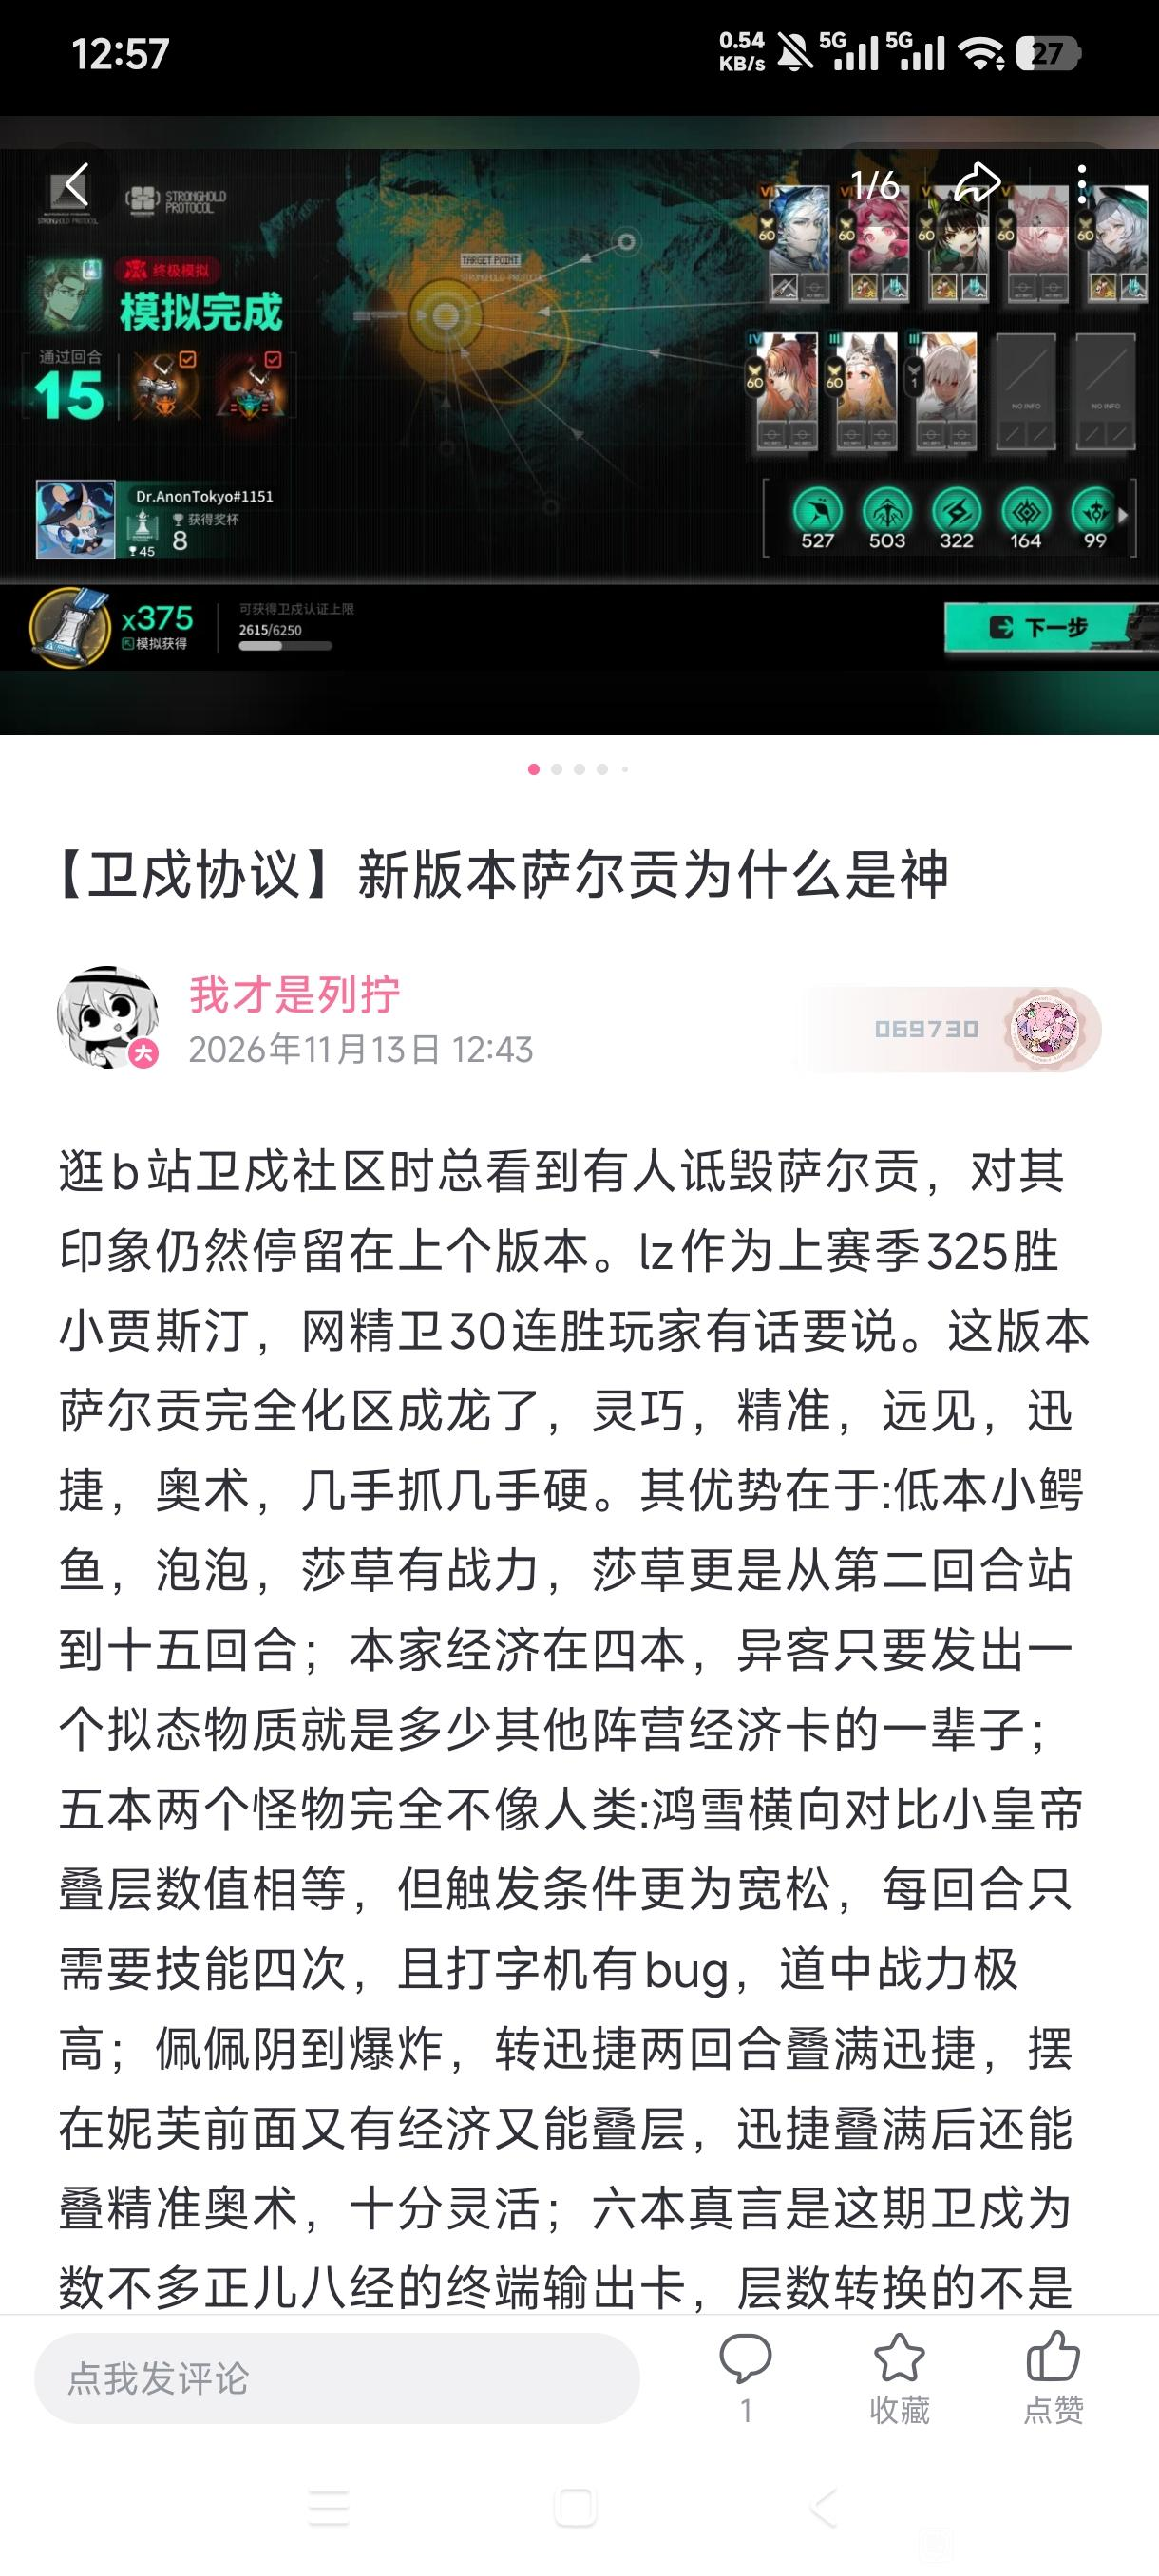 12:57
0.54
KB/s
5G
5G
27
1/6
STRONGHOLD
PROTOCOL
终极模拟
模拟完成
通过回合
15
TARGET POINT
VI
60
VI
60
V
60
V
60
V
60
IV
60
III
60
III
1
NO INFO
NO INFO
Dr.AnonTokyo#1151
获得奖杯
45
8
527
503
322
164
99
x375
模拟获得
可获得卫戍认证上限
2615/6250
下一步
【卫戍协议】新版本萨尔贡为什么是神
我才是列拧
大
2026年11月13日 12:43
069730
逛b站卫戍社区时总看到有人诋毁萨尔贡，对其
印象仍然停留在上个版本。lz作为上赛季325胜
小贾斯汀，网精卫30连胜玩家有话要说。这版本
萨尔贡完全化区成龙了，灵巧，精准，远见，迅
捷，奥术，几手抓几手硬。其优势在于:低本小鳄
鱼，泡泡，莎草有战力，莎草更是从第二回合站
到十五回合；本家经济在四本，异客只要发出一
个拟态物质就是多少其他阵营经济卡的一辈子；
五本两个怪物完全不像人类:鸿雪横向对比小皇帝
叠层数值相等，但触发条件更为宽松，每回合只
需要技能四次，且打字机有bug，道中战力极
高；佩佩阴到爆炸，转迅捷两回合叠满迅捷，摆
在妮芙前面又有经济又能叠层，迅捷叠满后还能
叠精准奥术，十分灵活；六本真言是这期卫戍为
数不多正儿八经的终端输出卡，层数转换的不是
点我发评论
1
收藏
点赞